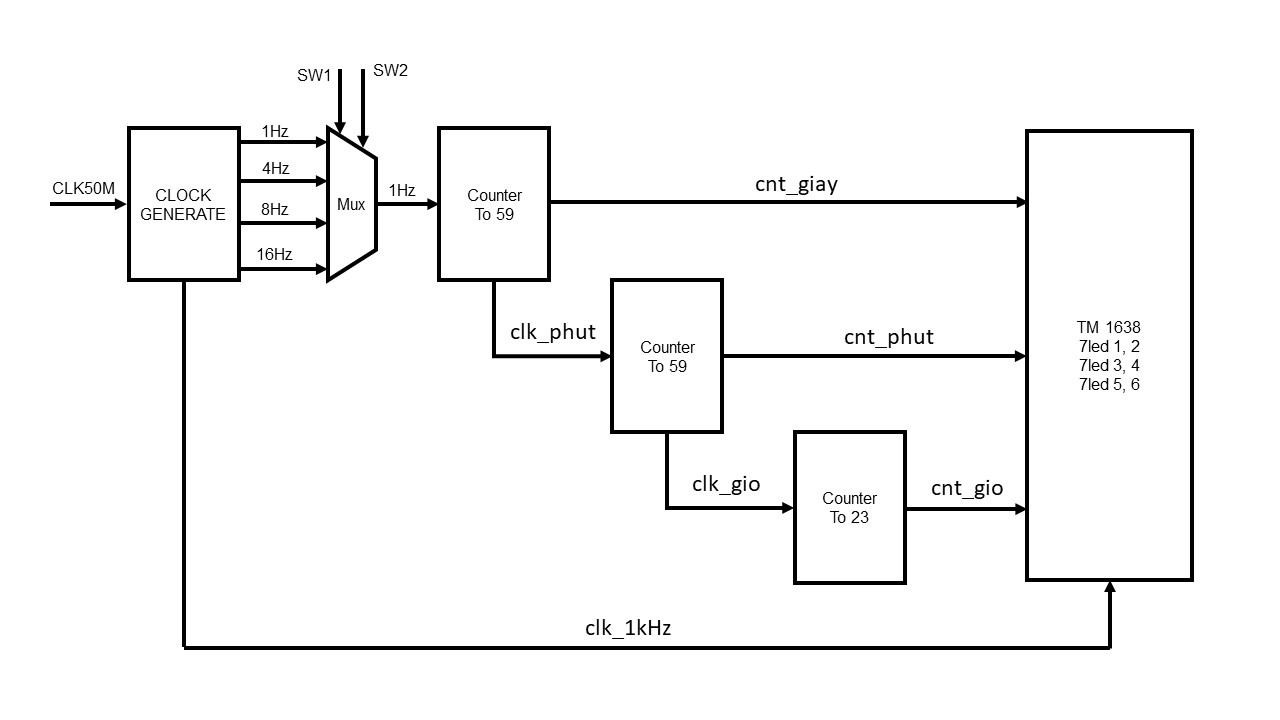 SW1
SW2
CLK50M
CLOCK
GENERATE
1Hz
4Hz
8Hz
16Hz
Mux
1Hz
Counter
To 59
cnt_giay
clk_phut
Counter
To 59
cnt_phut
clk_gio
Counter
To 23
cnt_gio
TM 1638
7led 1, 2
7led 3, 4
7led 5, 6
clk_1kHz